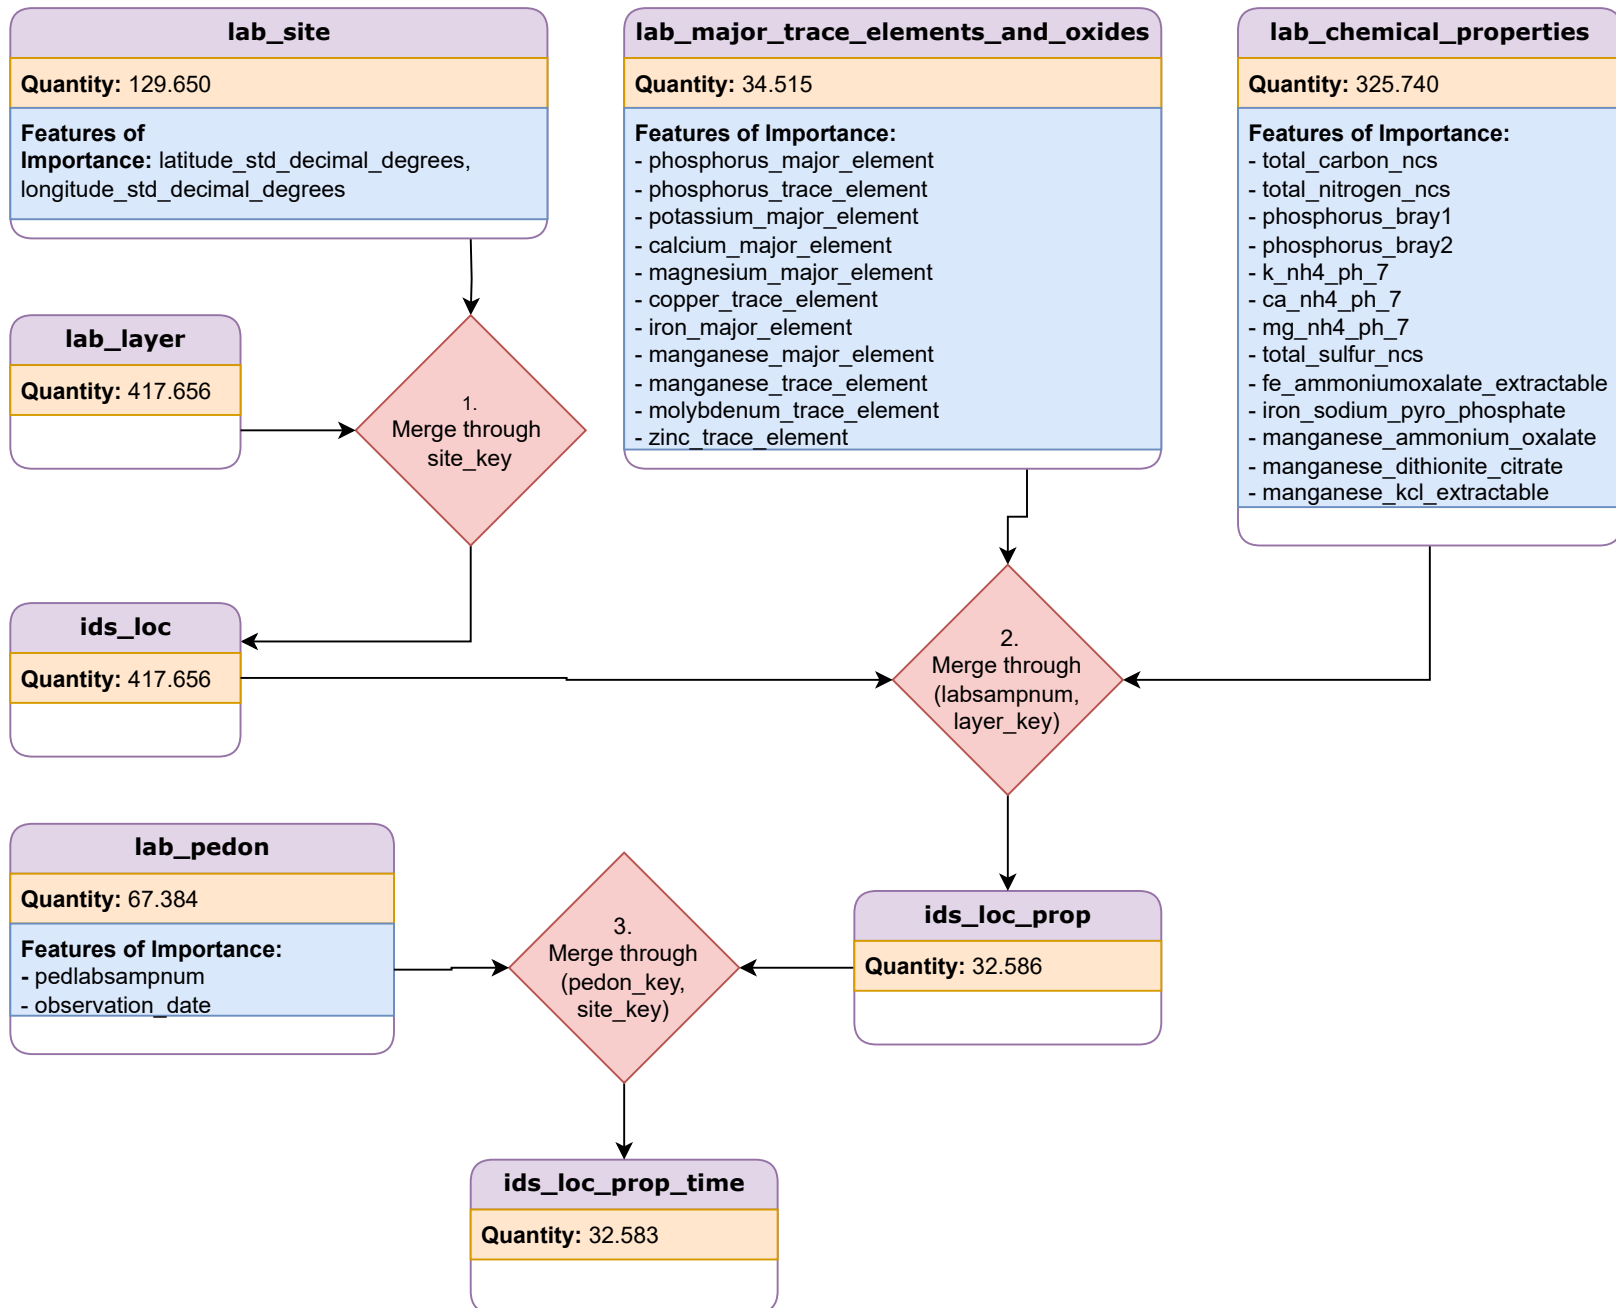 lab_site
Quantity: 129.650
Features of
Importance: latitude_std_decimal_degrees,
longitude_std_decimal_degrees
lab_major_trace_elements_and_oxides
Quantity: 34.515
Features of Importance:
- phosphorus_major_element
- phosphorus_trace_element
- potassium_major_element
- calcium_major_element
- magnesium_major_element
- copper_trace_element
- iron_major_element
- manganese_major_element
- manganese_trace_element
- molybdenum_trace_element
- zinc_trace_element
lab_chemical_properties
Quantity: 325.740
Features of Importance:
- total_carbon_ncs
- total_nitrogen_ncs
- phosphorus_bray1
- phosphorus_bray2
- k_nh4_ph_7
- ca_nh4_ph_7
- mg_nh4_ph_7
- total_sulfur_ncs
- fe_ammoniumoxalate_extractable
- iron_sodium_pyro_phosphate
- manganese_ammonium_oxalate
- manganese_dithionite_citrate
- manganese_kcl_extractable
lab_layer
Quantity: 417.656
1.
Merge through
site_key
ids_loc
Quantity: 417.656
2.
Merge through
(labsampnum,
layer_key)
lab_pedon
Quantity: 67.384
Features of Importance:
- pedlabsampnum
- observation_date
3.
Merge through
(pedon_key,
site_key)
ids_loc_prop
Quantity: 32.586
ids_loc_prop_time
Quantity: 32.583